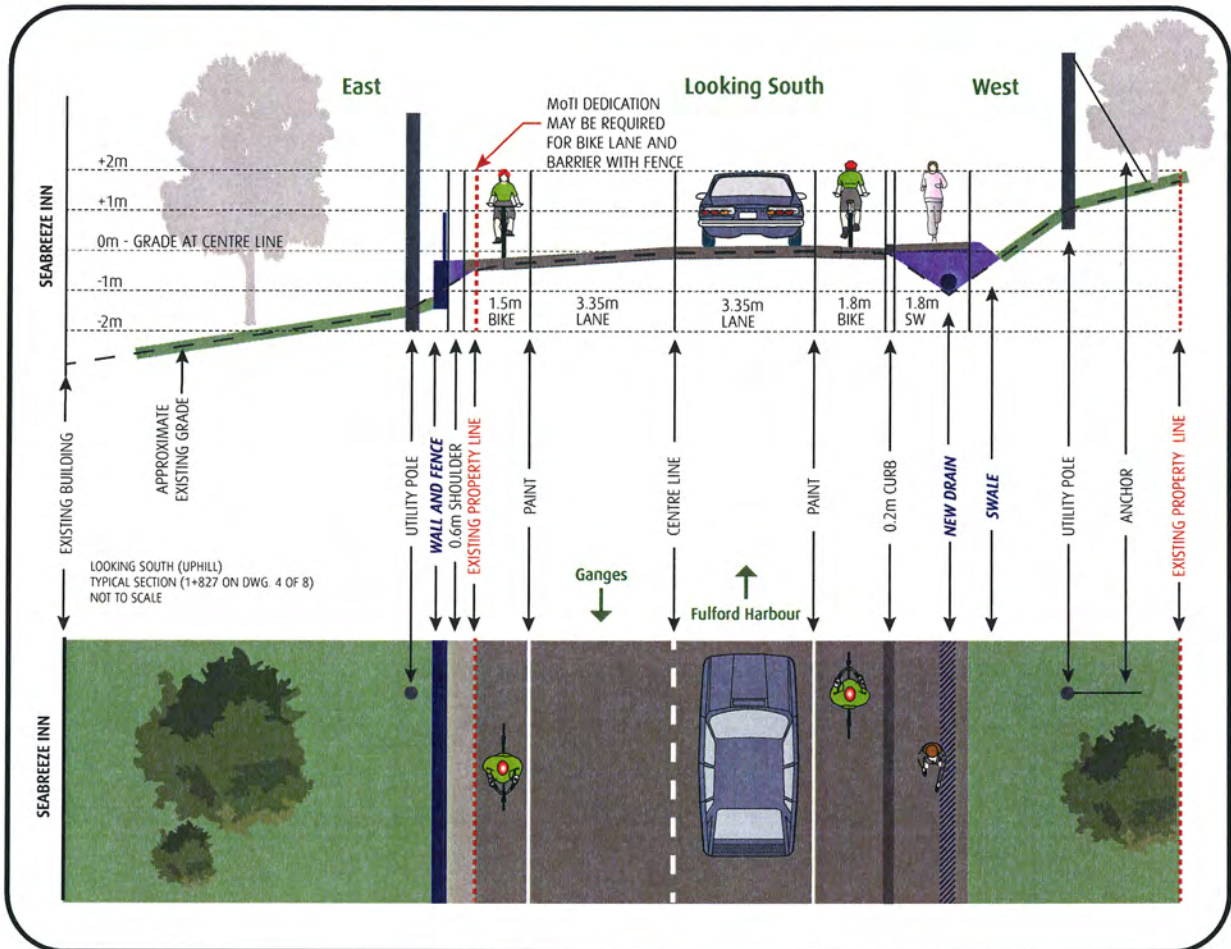 East
Looking South
West
MoTI DEDICATION
MAY BE REQUIRED
FOR BIKE LANE AND
BARRIER WITH FENCE
+2m
+1m
0m - GRADE AT CENTRE LINE
-1m
-2m
SEABREEZE INN
1.5m
BIKE
3.35m
LANE
3.35m
LANE
1.8m
BIKE
1.8m
SW
EXISTING BUILDING
APPROXIMATE
EXISTING GRADE
UTILITY POLE
WALL AND FENCE
0.6m SHOULDER
EXISTING PROPERTY LINE
PAINT
CENTRE LINE
PAINT
0.2m CURB
NEW DRAIN
SWALE
UTILITY POLE
ANCHOR
EXISTING PROPERTY LINE
LOOKING SOUTH (UPHILL)
TYPICAL SECTION (1+827 ON DWG. 4 OF 8)
NOT TO SCALE
Ganges
Fulford Harbour
SEABREEZE INN